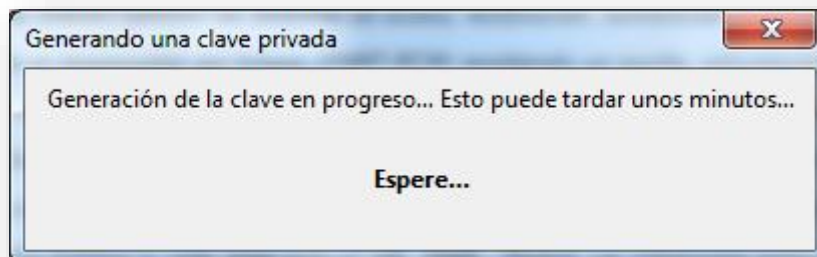 Generando una clave privada
Generación de la clave en progreso... Esto puede tardar unos minutos...
Espere...